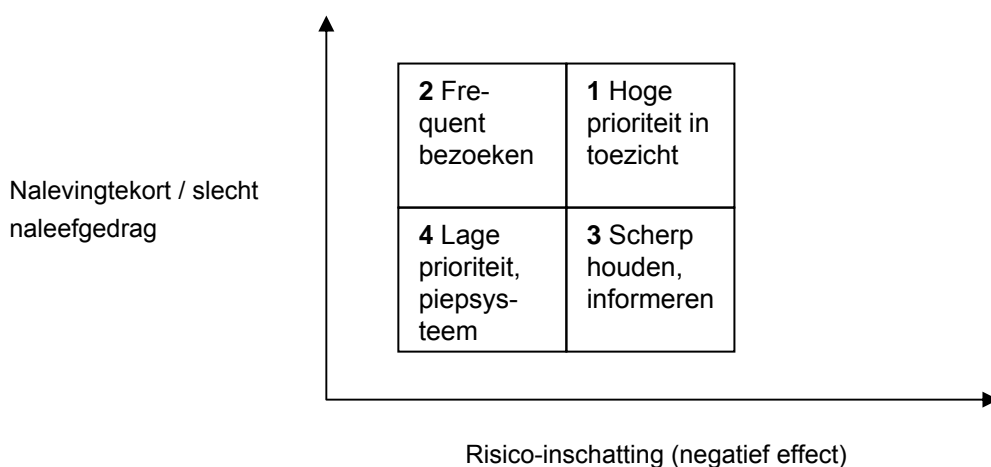 2 Fre-
quent
bezoeken
1 Hoge
prioriteit in
toezicht
Nalevingtekort / slecht
naleefgedrag
4 Lage
prioriteit,
piepsys-
teem
3 Scherp
houden,
informeren
Risico-inschatting (negatief effect)